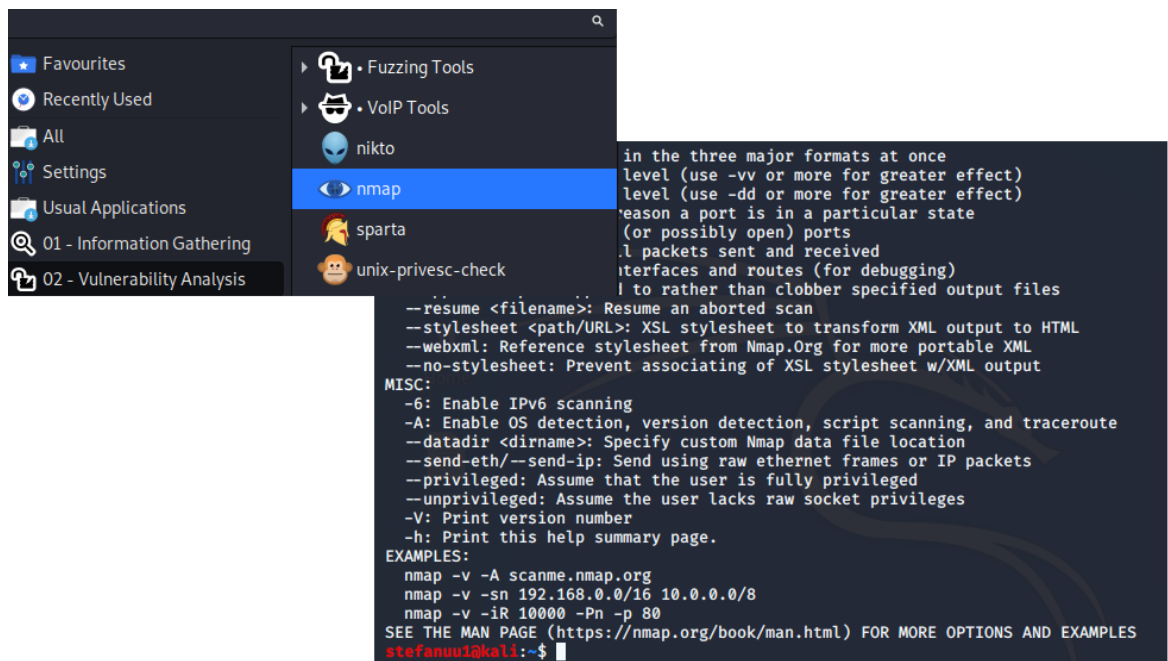 Favourites
Recently Used
All
Settings
Usual Applications
01 - Information Gathering
02 - Vulnerability Analysis
• Fuzzing Tools
• VoIP Tools
nikto
nmap
sparta
unix-privesc-check
in the three major formats at once
level (use -vv or more for greater effect)
level (use -dd or more for greater effect)
reason a port is in a particular state
(or possibly open) ports
packets sent and received
and routes (for debugging)
to rather than clobber specified output files
--resume <filename>: Resume an aborted scan
--stylesheet <path/URL>: XSL stylesheet to transform XML output to HTML
--webxml: Reference stylesheet from Nmap.Org for more portable XML
--no-stylesheet: Prevent associating of XSL stylesheet w/XML output
MISC:
-6: Enable IPv6 scanning
-A: Enable OS detection, version detection, script scanning, and traceroute
--datadir <dirname>: Specify custom Nmap data file location
--send-eth/--send-ip: Send using raw ethernet frames or IP packets
--privileged: Assume that the user is fully privileged
--unprivileged: Assume the user lacks raw socket privileges
-V: Print version number
-h: Print this help summary page.
EXAMPLES:
nmap -v -A scanme.nmap.org
nmap -v -sn 192.168.0.0/16 10.0.0.0/8
nmap -v -iR 10000 -Pn -p 80
SEE THE MAN PAGE (https://nmap.org/book/man.html) FOR MORE OPTIONS AND EXAMPLES
stefanuu1@kali:~$